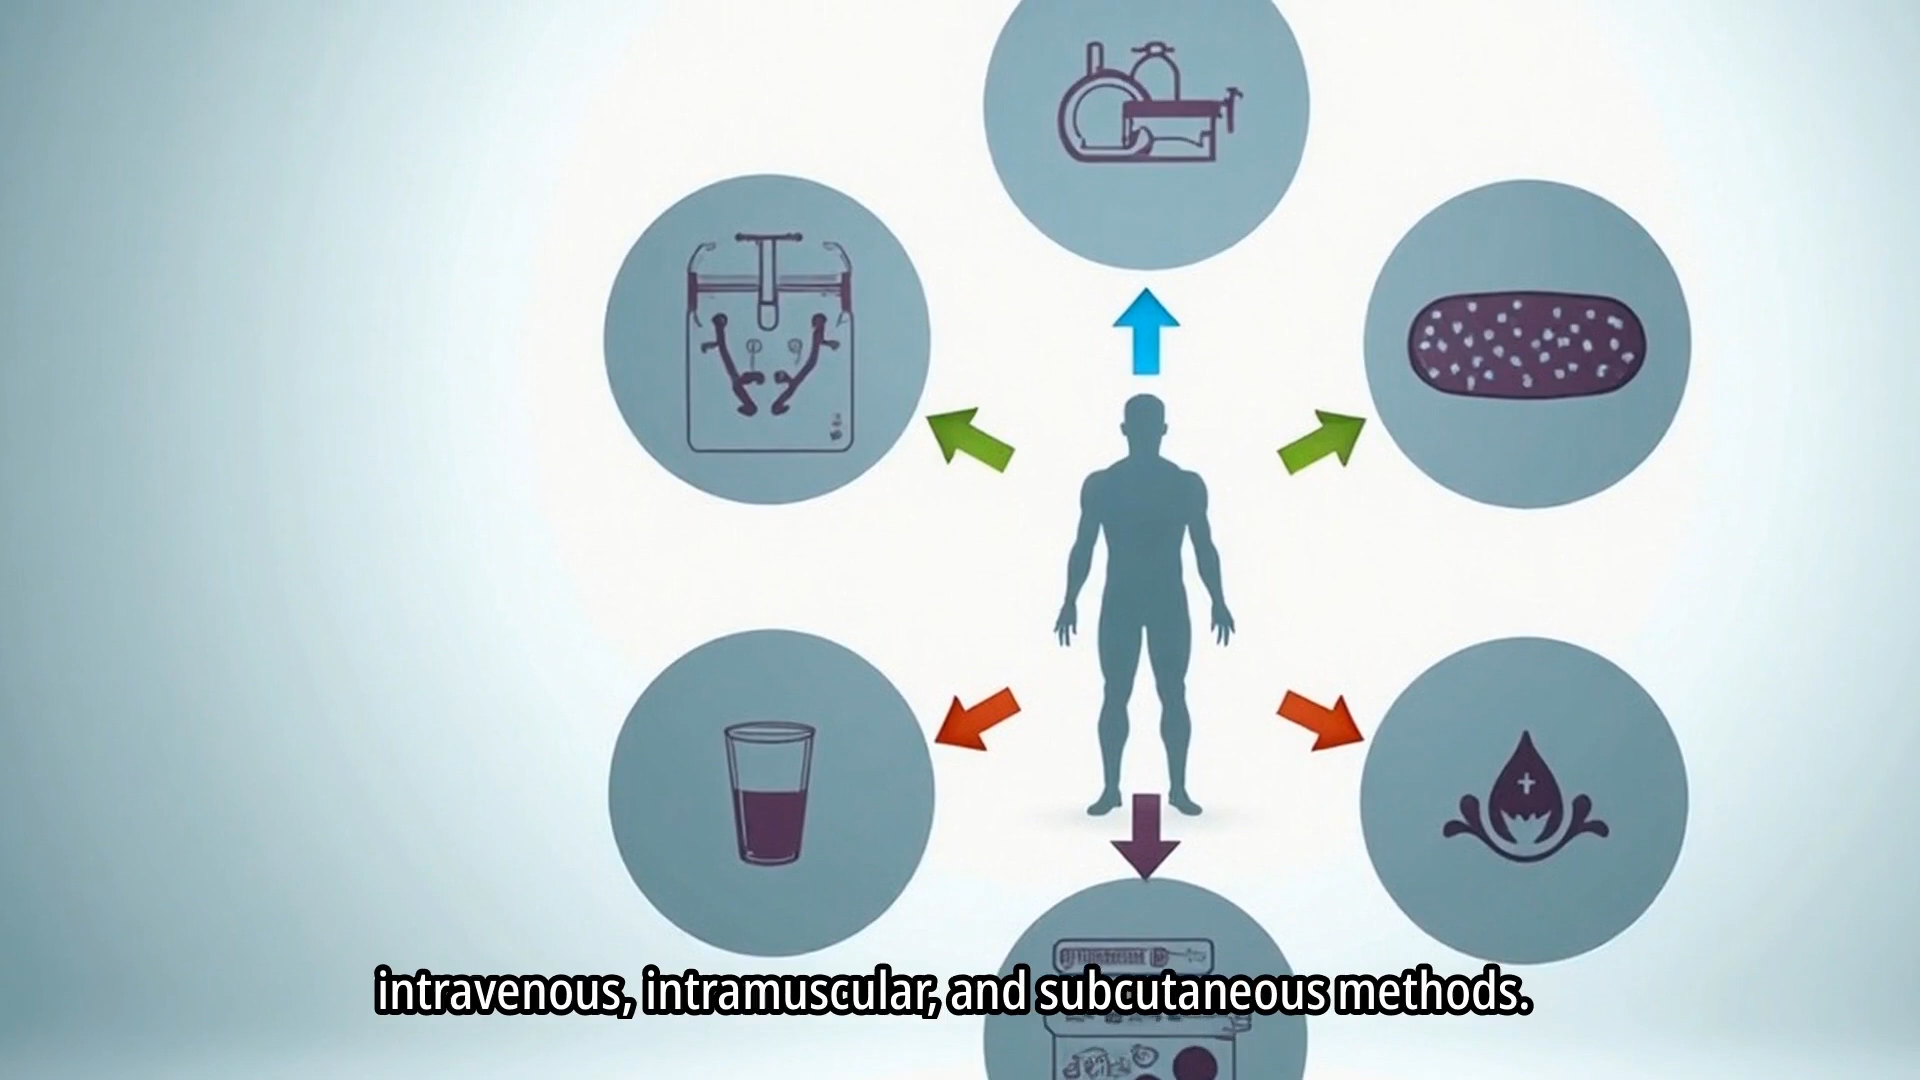 intravenous, intramuscular, and subcutaneous methods.